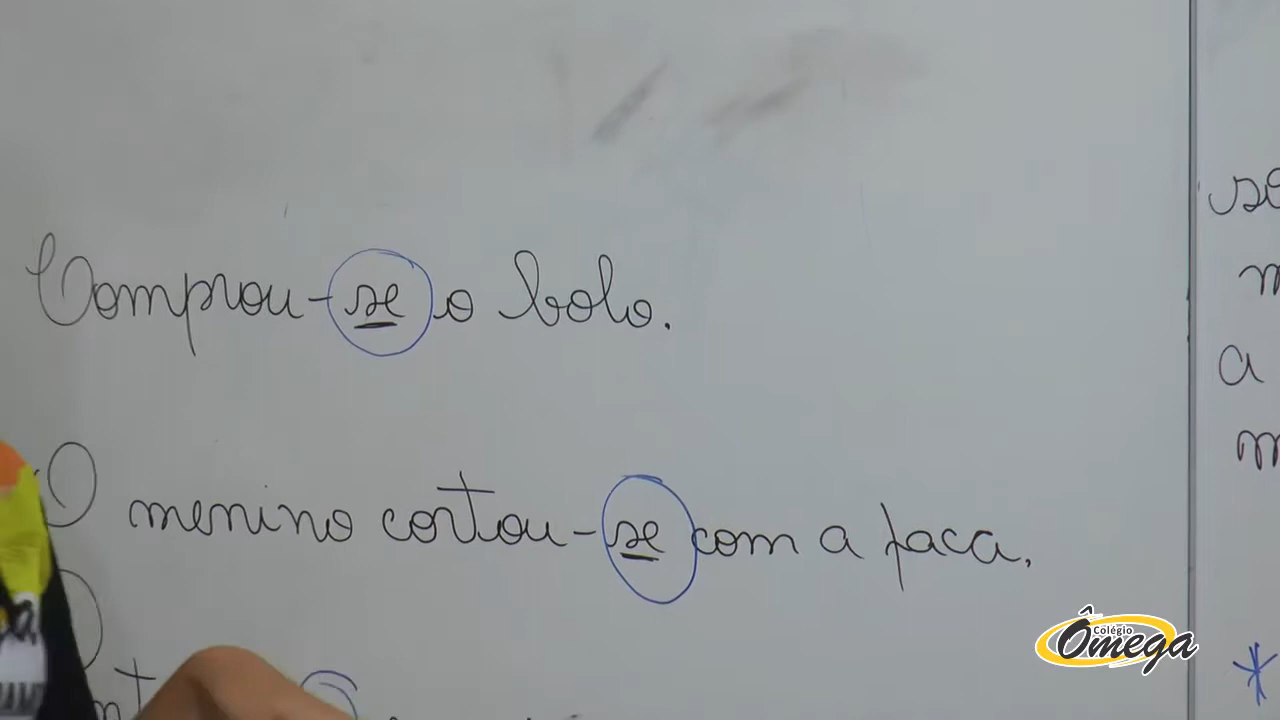 Comprou-se o bolo.
O menino cortou-se com a faca.
Colégio
Ômega
a
*